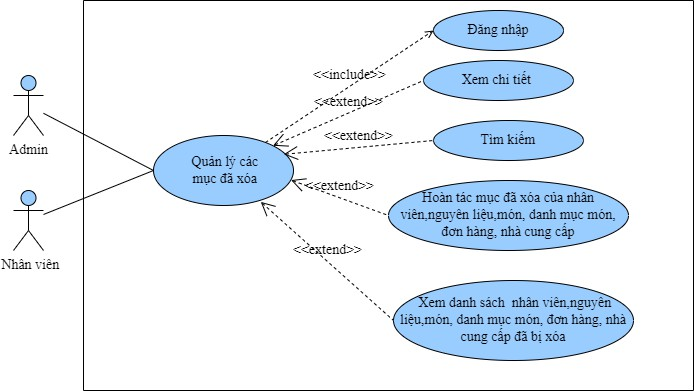 Đăng nhập
<<include>>
Xem chi tiết
<<extend>>
Tìm kiếm
<<extend>>
Admin
Quản lý các
mục đã xóa
<<extend>>
Hoàn tác mục đã xóa của nhân
viên,nguyên liệu,món, danh mục món,
đơn hàng, nhà cung cấp
Nhân viên
<<extend>>
Xem danh sách nhân viên,nguyên
liệu,món, danh mục món, đơn hàng, nhà
cung cấp đã bị xóa